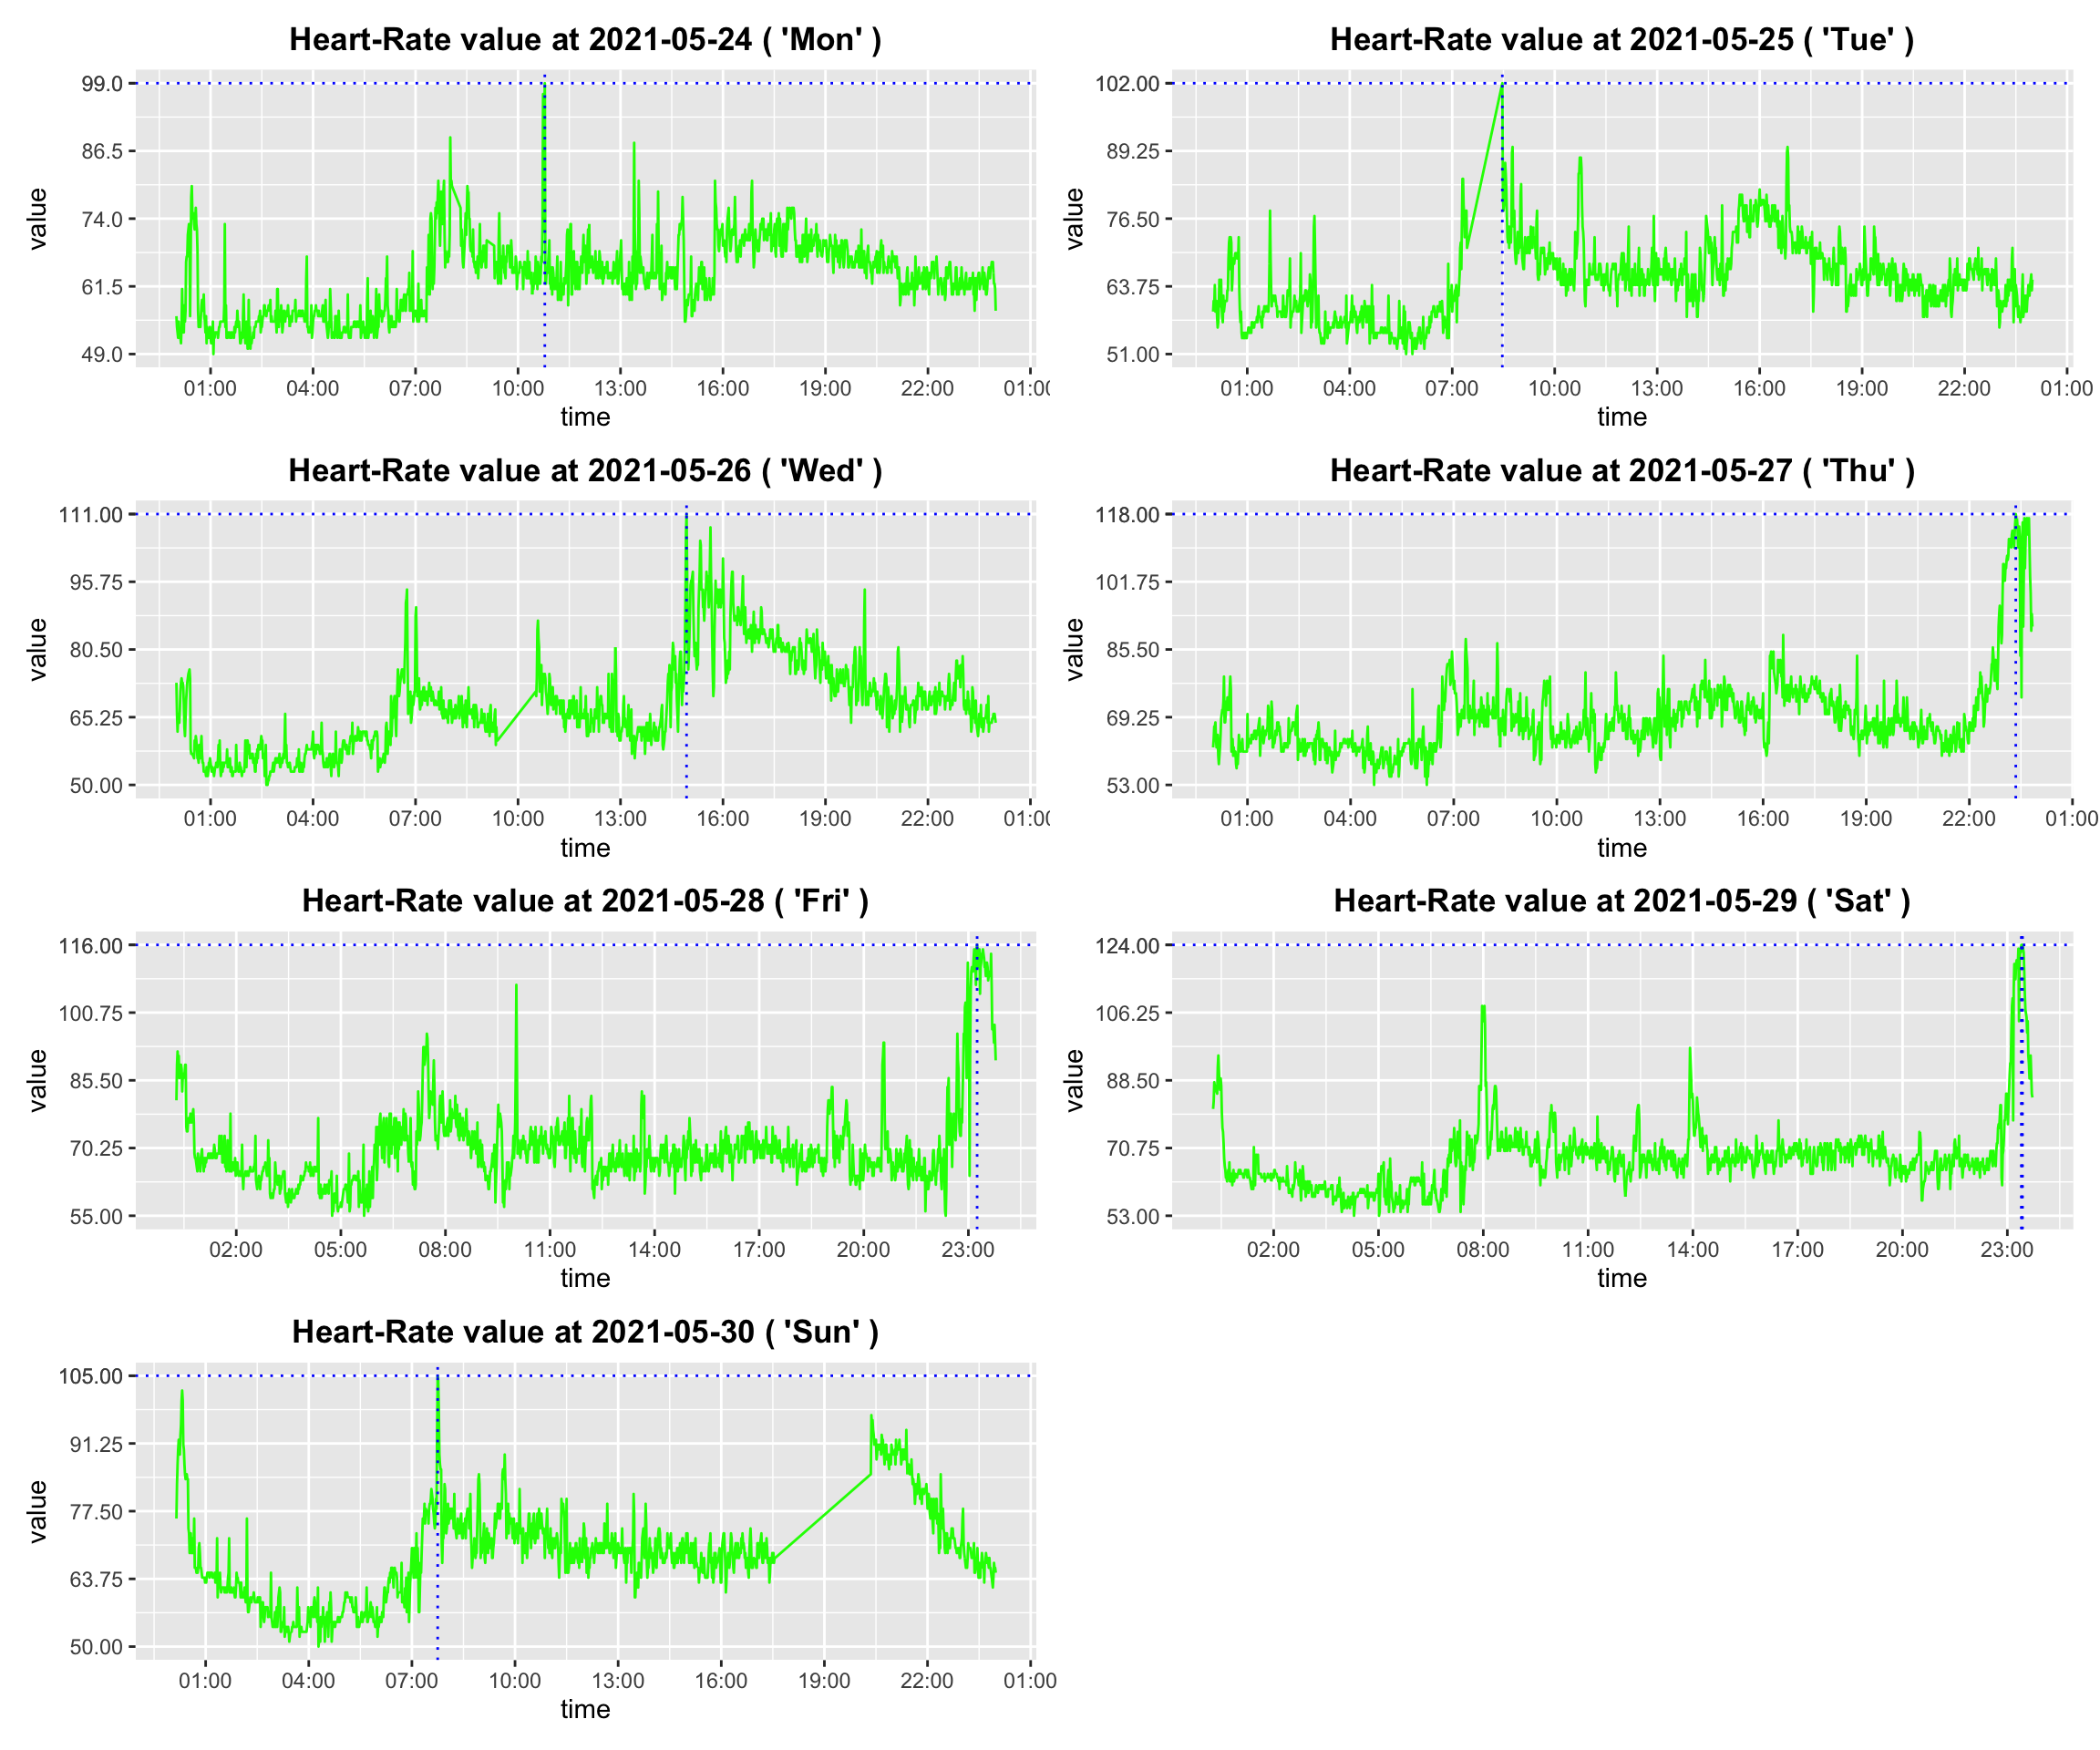 Heart-Rate value at 2021-05-24 ( 'Mon' )
99.0
86.5
74.0
61.5
49.0
value
01:00 04:00 07:00 10:00 13:00 16:00 19:00 22:00 01:00
time
Heart-Rate value at 2021-05-25 ( 'Tue' )
102.00
89.25
76.50
63.75
51.00
value
01:00 04:00 07:00 10:00 13:00 16:00 19:00 22:00 01:00
time
Heart-Rate value at 2021-05-26 ( 'Wed' )
111.00
95.75
80.50
65.25
50.00
value
01:00 04:00 07:00 10:00 13:00 16:00 19:00 22:00 01:00
time
Heart-Rate value at 2021-05-27 ( 'Thu' )
118.00
101.75
85.50
69.25
53.00
value
01:00 04:00 07:00 10:00 13:00 16:00 19:00 22:00 01:00
time
Heart-Rate value at 2021-05-28 ( 'Fri' )
116.00
100.75
85.50
70.25
55.00
value
02:00 05:00 08:00 11:00 14:00 17:00 20:00 23:00
time
Heart-Rate value at 2021-05-29 ( 'Sat' )
124.00
106.25
88.50
70.75
53.00
value
02:00 05:00 08:00 11:00 14:00 17:00 20:00 23:00
time
Heart-Rate value at 2021-05-30 ( 'Sun' )
105.00
91.25
77.50
63.75
50.00
value
01:00 04:00 07:00 10:00 13:00 16:00 19:00 22:00 01:00
time